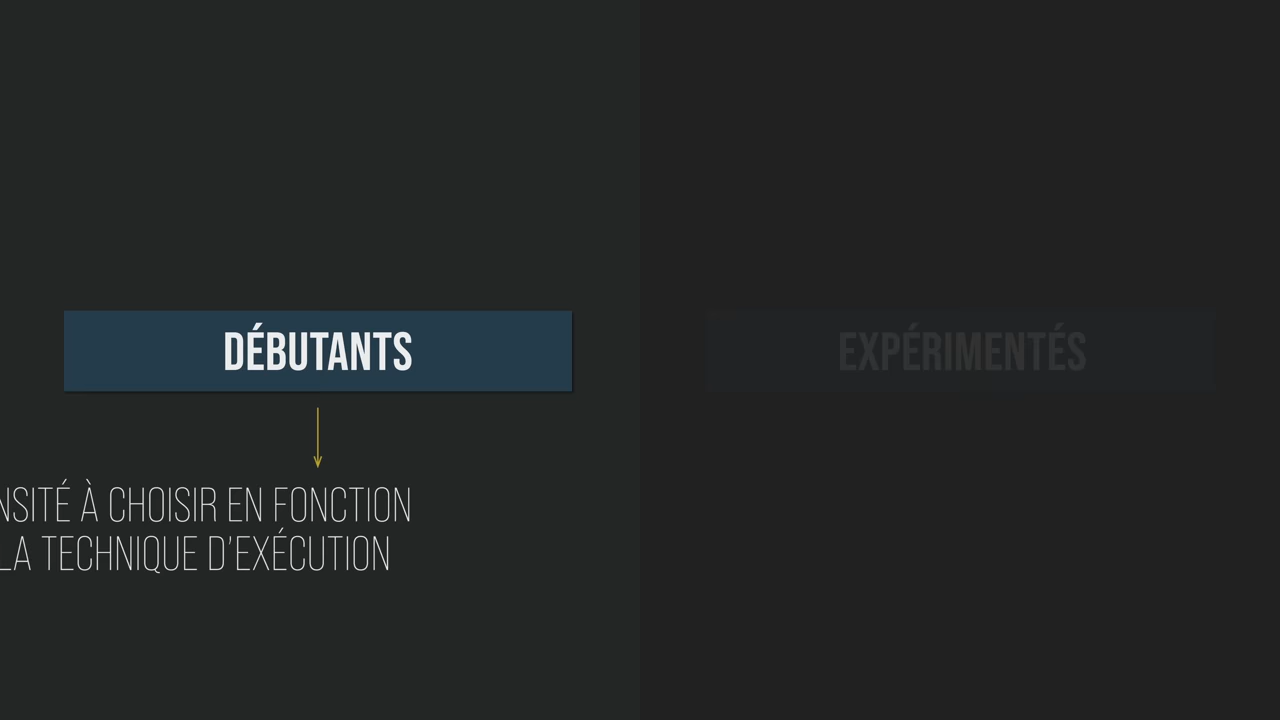 DÉBUTANTS
EXPÉRIMENTÉS
NSITÉ À CHOISIR EN FONCTION
LA TECHNIQUE D'EXÉCUTION